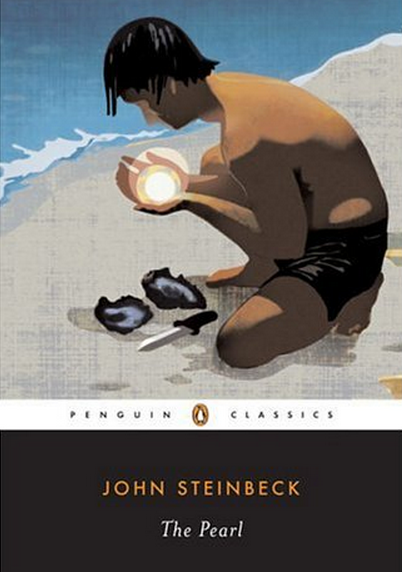 PENGUIN CLASSICS
JOHN STEINBECK
The Pearl